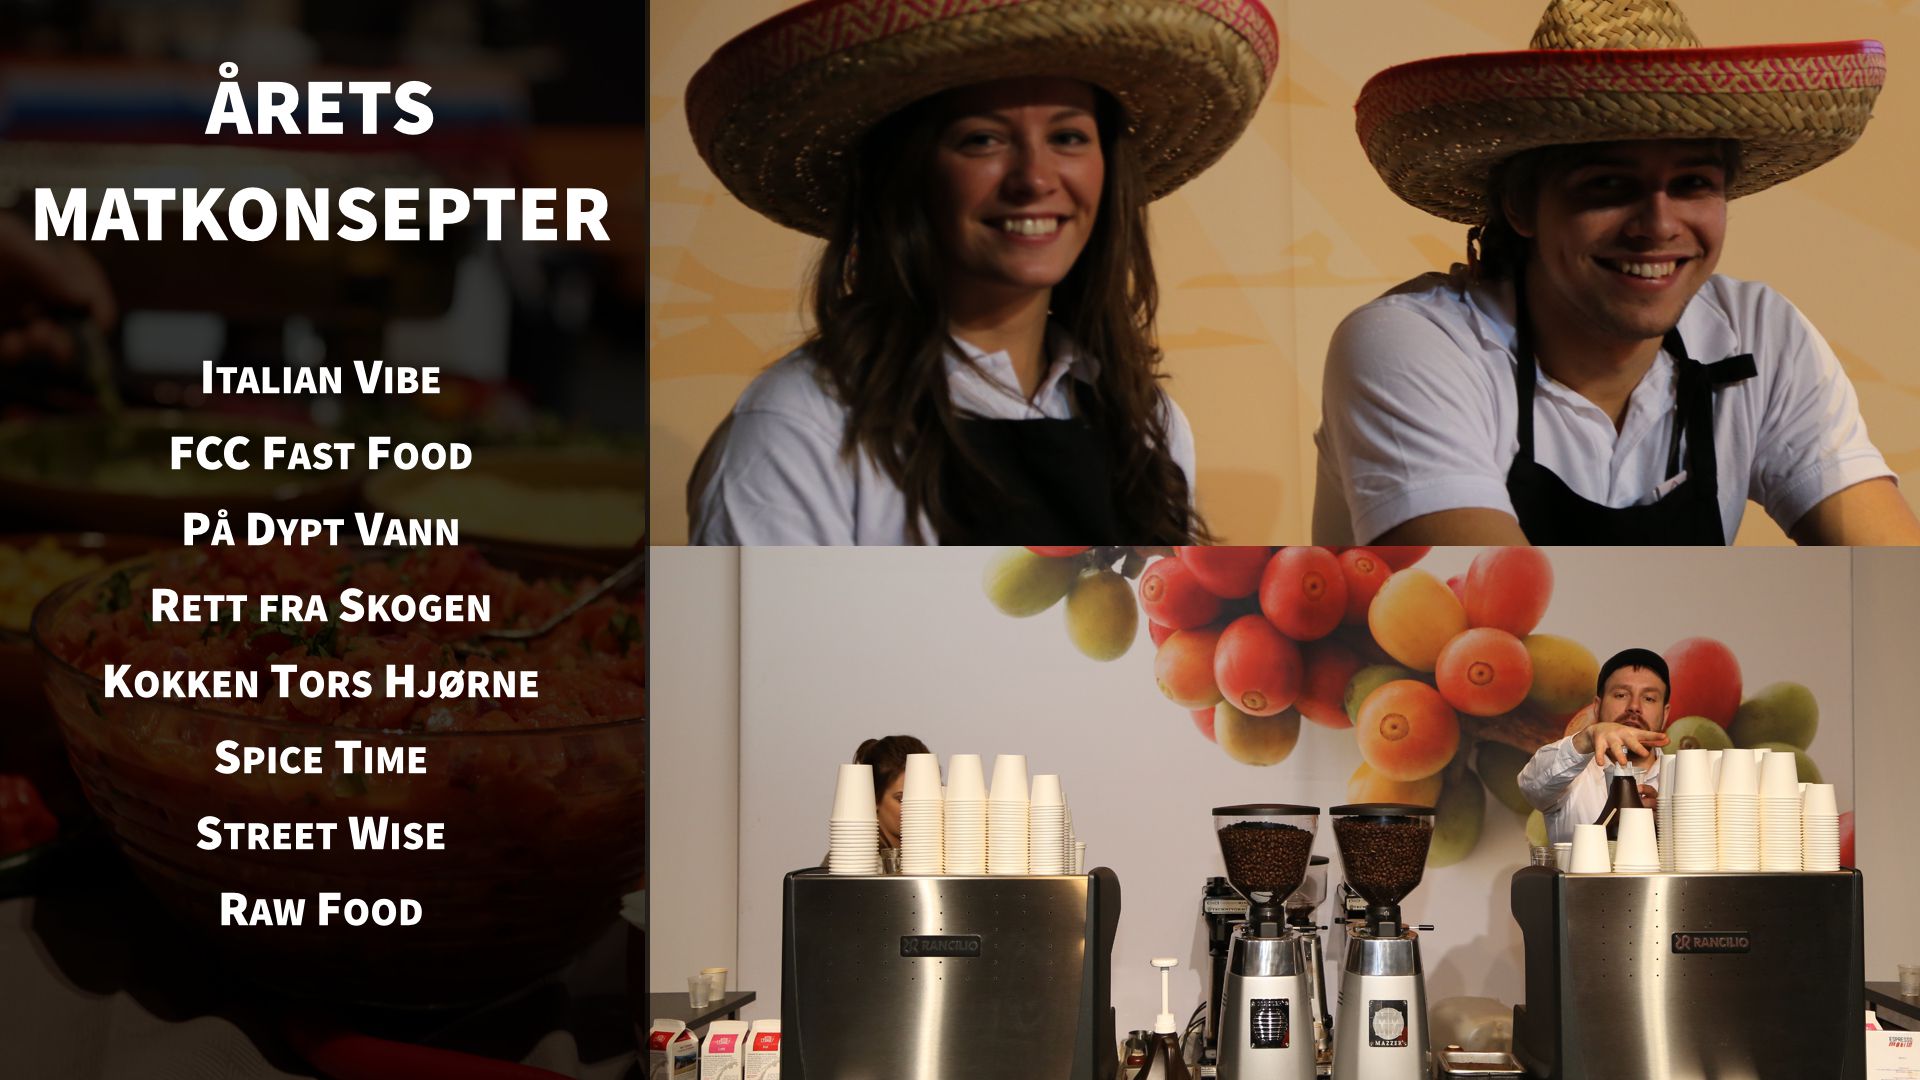 ÅRETS
MATKONSEPTER
ITALIAN VIBE
FCC FAST FOOD
PÅ DYPT VANN
RETT FRA SKOGEN
KOKKEN TORS HJØRNE
SPICE TIME
STREET WISE
RAW FOOD
RANCILIO
RANCILIO
MAZZER
ESPRESSO